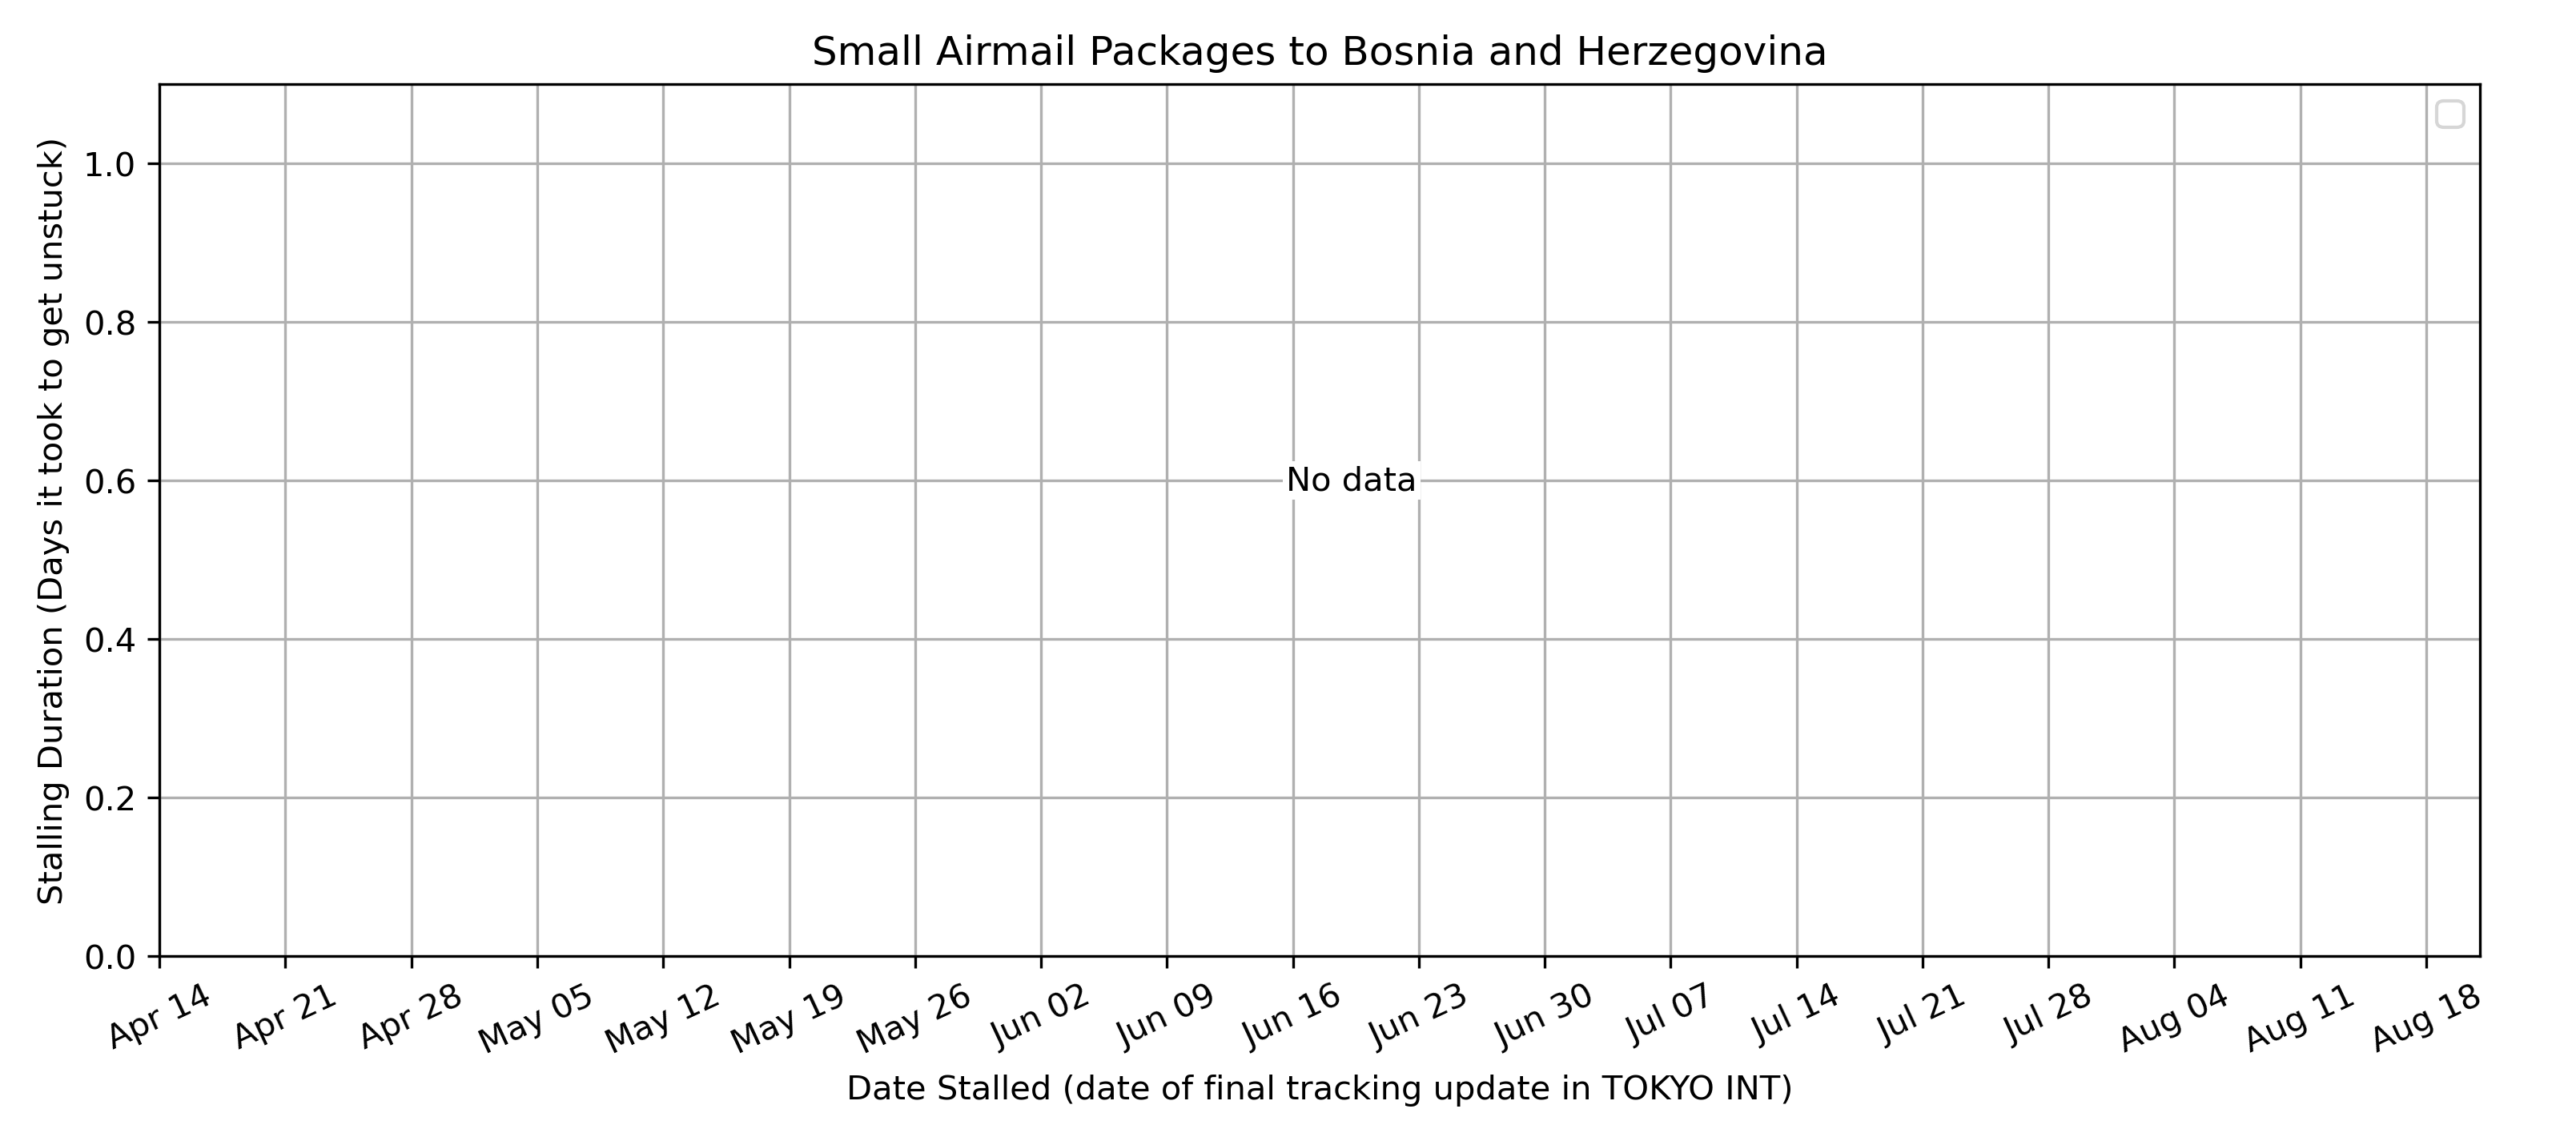 Small Airmail Packages to Bosnia and Herzegovina
Stalling Duration (Days it took to get unstuck)
1.0
0.8
0.6
0.4
0.2
0.0
No data
Apr 14
Apr 21
Apr 28
May 05
May 12
May 19
May 26
Jun 02
Jun 09
Jun 16
Jun 23
Jun 30
Jul 07
Jul 14
Jul 21
Jul 28
Aug 04
Aug 11
Aug 18
Date Stalled (date of final tracking update in TOKYO INT)